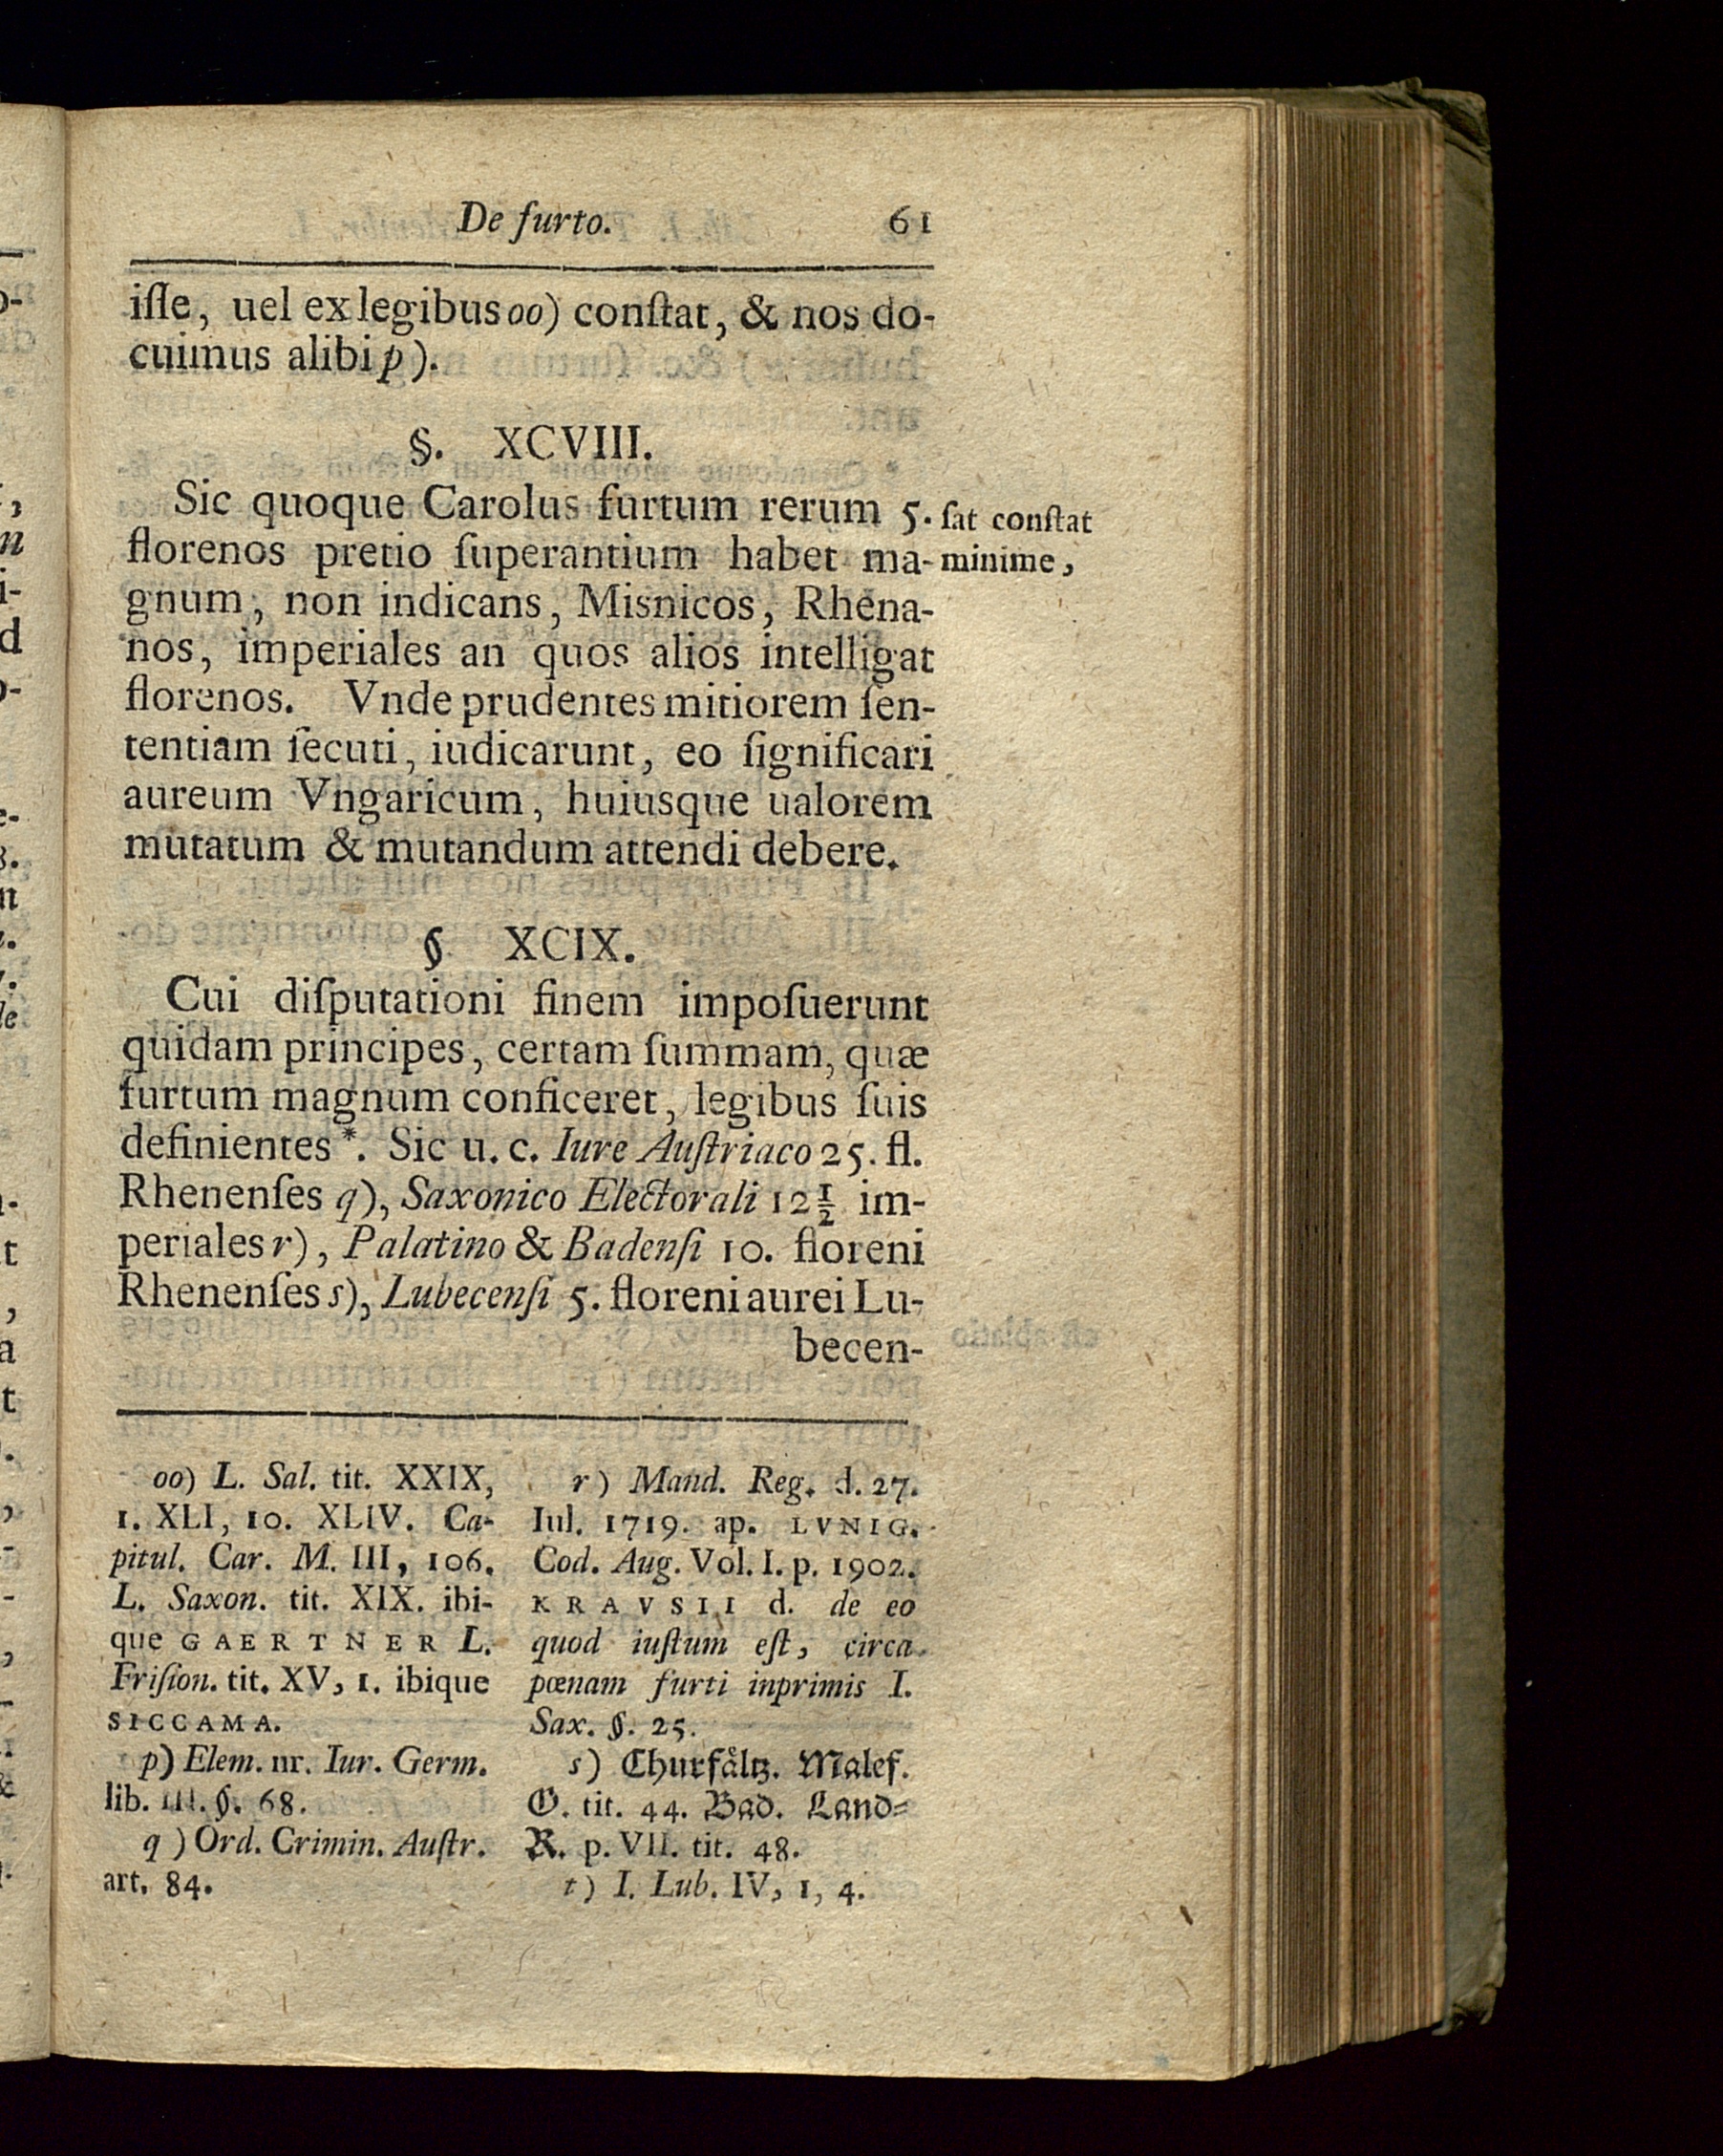 De furto. 61
iſſe, uel ex legibus oo) conſtat, & nos do-
cuimus alibi p).
§. XCVIII.
Sic quoque Carolus furtum rerum 5.
florenos pretio ſuperantium habet ma-
gnum, non indicans, Misnicos, Rhena-
nos, imperiales an quos alios intelligat
florenos. Vnde prudentes mitiorem ſen-
tentiam ſecuti, iudicarunt, eo ſignificari
aureum Vngaricum, huiusque ualorem
mutatum & mutandum attendi debere.
ſat conſtat
minime,
§ XCIX.
Cui diſputationi finem impoſuerunt
quidam principes, certam ſummam, quæ
furtum magnum conficeret, legibus ſuis
definientes *. Sic u. c. Iure Auſtriaco 25. fl.
Rhenenſes q), Saxonico Electorali 12½ im-
periales r), Palatino & Badenſi 10. floreni
Rhenenſes s), Lubecenſi 5. floreni aurei Lu-
becen-
oo) L. Sal. tit. XXIX,
1. XLI, 10. XLIV. Ca-
pitul. Car. M. III, 106.
L. Saxon. tit. XIX. ibi-
que GAERTNER L.
Friſion. tit. XV, 1. ibique
SICCAMA.
p) Elem. nr. Iur. Germ.
lib. III. §. 68.
q) Ord. Crimin. Auſtr.
art. 84.
r) Mand. Reg. d. 27.
Iul. 1719. ap. LVNIG.
Cod. Aug. Vol. I. p. 1902.
KRAVSII d. de eo
quod iuſtum eſt, circa
pœnam furti inprimis I.
Sax. §. 25.
s) Churfåltz. Malef.
O. tit. 44. Bad. Land=
R. p. VII. tit. 48.
t) I. Lub. IV, 1, 4.